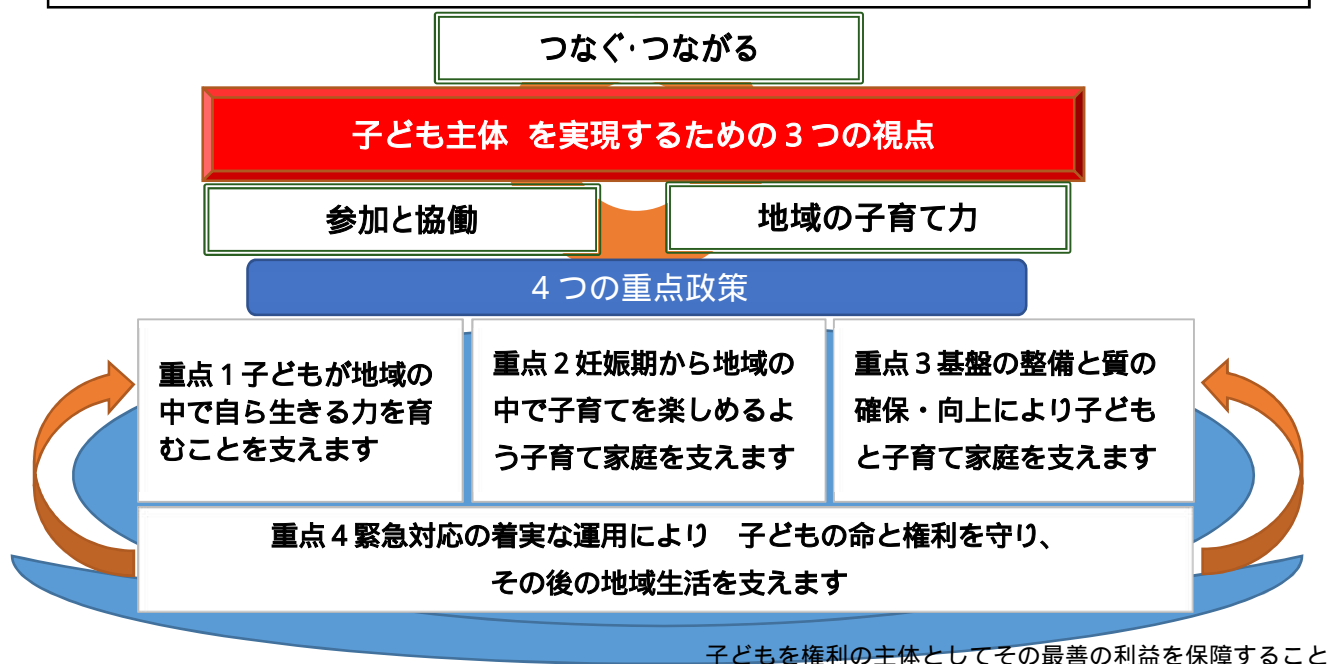 つなぐ・つながる
子ども主体 を実現するための3つの視点
参加と協働
地域の子育て力
4つの重点政策
重点1子どもが地域の
中で自ら生きる力を育
むことを支えます
重点2妊娠期から地域の
中で子育てを楽しめるよ
う子育て家庭を支えます
重点3基盤の整備と質の
確保・向上により子ども
と子育て家庭を支えます
重点4緊急対応の着実な運用により　子どもの命と権利を守り、
その後の地域生活を支えます
子どもを権利の主体としてその最善の利益を保障すること